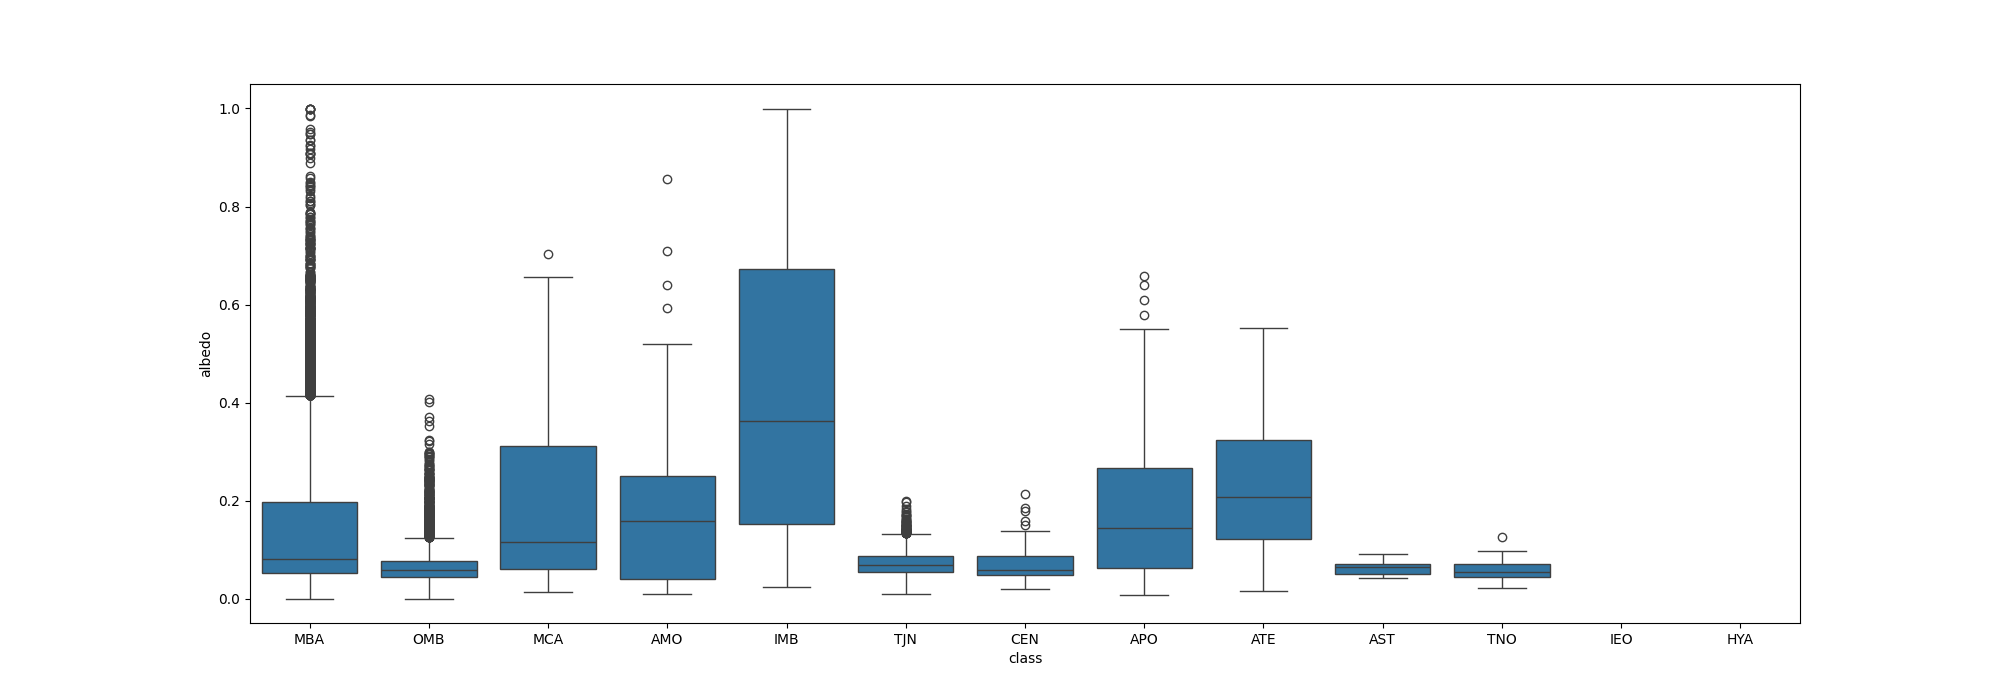 1.0
0.8
0.6
0.4
0.2
0.0
albedo
MBA OMB MCA AMO IMB TJN CEN APO ATE AST TNO IEO HYA
class